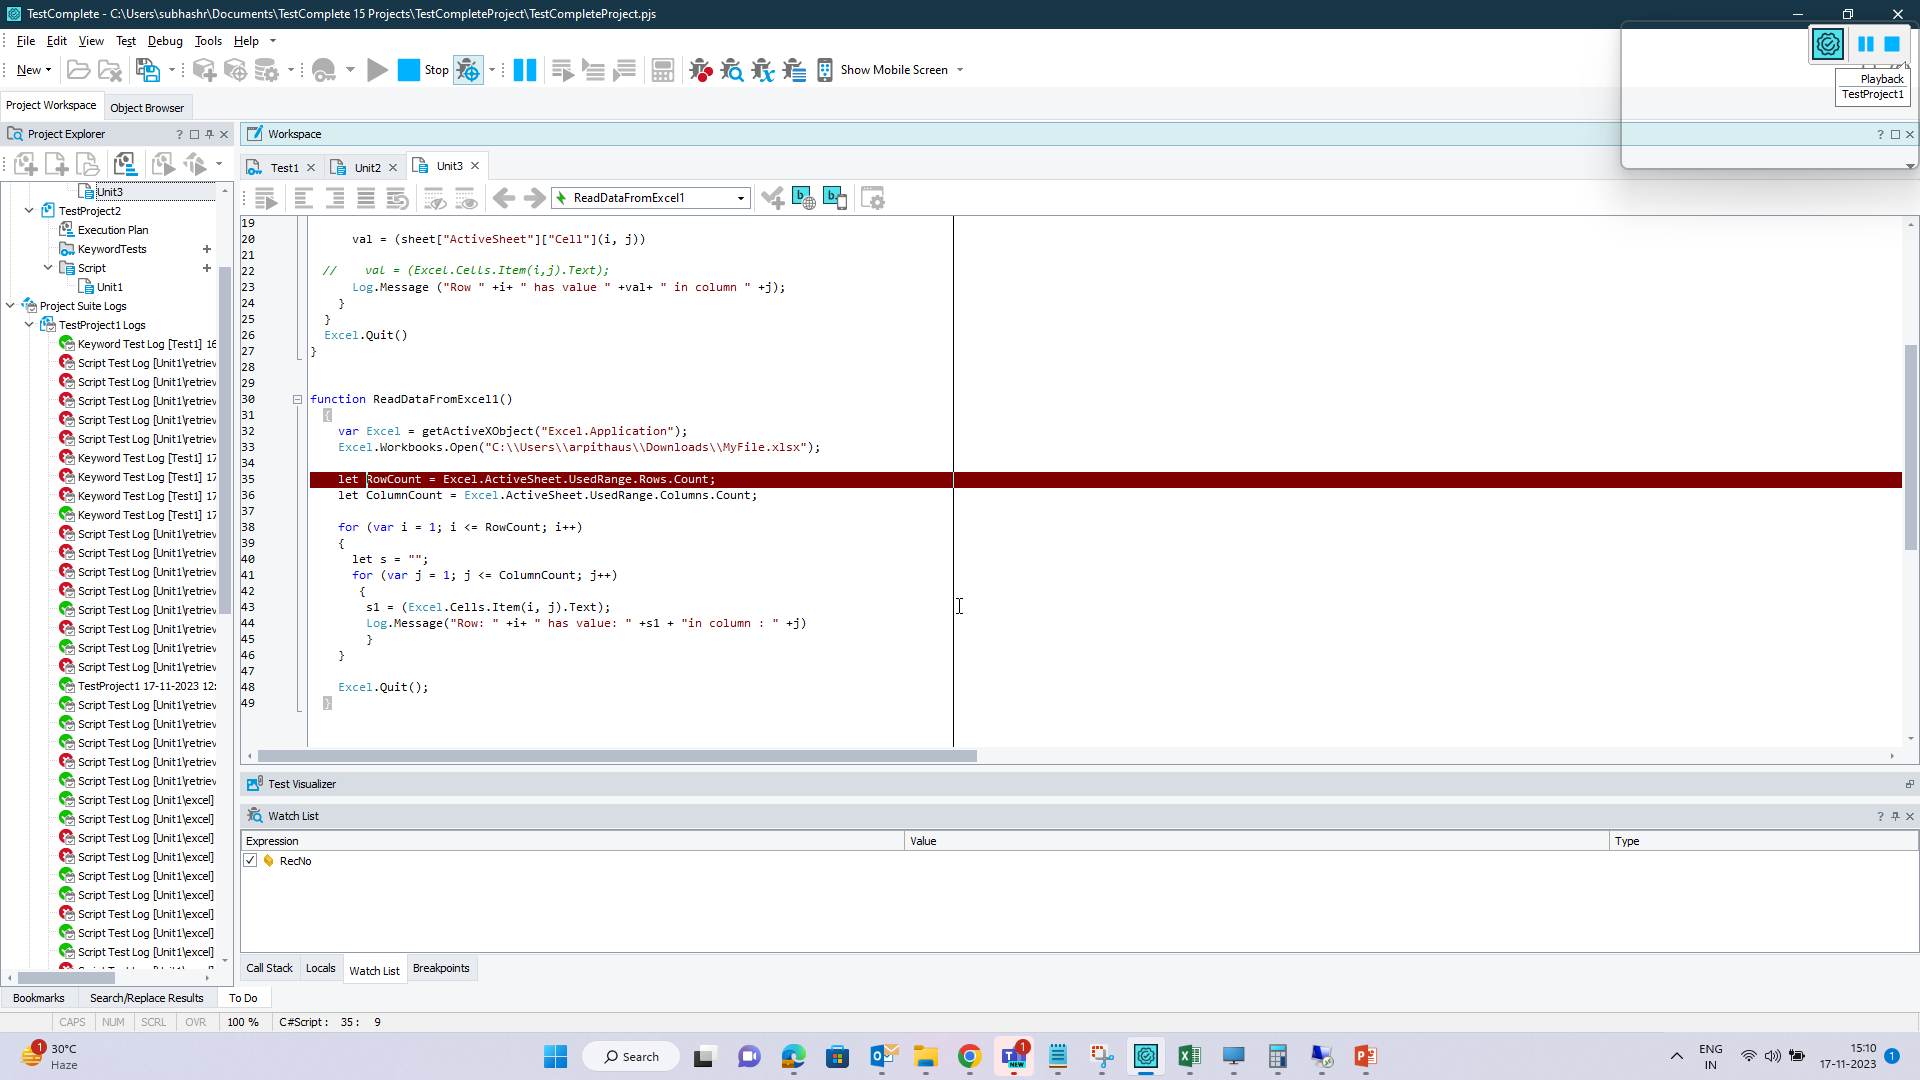 TestComplete - C:\Users\subhashr\Documents\TestComplete 15 Projects\TestCompleteProject\TestCompleteProject.pjs
File Edit View Test Debug Tools Help
New Stop Show Mobile Screen
Playback
TestProject1
Project Workspace Object Browser
Project Explorer
Workspace
Test1 Unit2 Unit3
ReadDataFromExcel1
Unit3
TestProject2
Execution Plan
KeywordTests
Script
Unit1
Project Suite Logs
TestProject1 Logs
Keyword Test Log [Test1] 16
Script Test Log [Unit1\retriev
Script Test Log [Unit1\retriev
Script Test Log [Unit1\retriev
Script Test Log [Unit1\retriev
Script Test Log [Unit1\retriev
Keyword Test Log [Test1] 17
Keyword Test Log [Test1] 17
Keyword Test Log [Test1] 17
Keyword Test Log [Test1] 17
Script Test Log [Unit1\retriev
Script Test Log [Unit1\retriev
Script Test Log [Unit1\retriev
Script Test Log [Unit1\retriev
Script Test Log [Unit1\retriev
Script Test Log [Unit1\retriev
Script Test Log [Unit1\retriev
Script Test Log [Unit1\retriev
TestProject1 17-11-2023 12:
Script Test Log [Unit1\retriev
Script Test Log [Unit1\retriev
Script Test Log [Unit1\retriev
Script Test Log [Unit1\retriev
Script Test Log [Unit1\retriev
Script Test Log [Unit1\excel]
Script Test Log [Unit1\excel]
Script Test Log [Unit1\excel]
Script Test Log [Unit1\excel]
Script Test Log [Unit1\excel]
Script Test Log [Unit1\excel]
Script Test Log [Unit1\excel]
Script Test Log [Unit1\excel]
Script Test Log [Unit1\excel]
19
20 val = (sheet["ActiveSheet"]["Cell"](i, j))
21
22 // val = (Excel.Cells.Item(i,j).Text);
23 Log.Message ("Row " +i+ " has value " +val+ " in column " +j);
24 }
25 }
26 Excel.Quit()
27 }
28
29
30 function ReadDataFromExcel1()
31 {
32 var Excel = getActiveXObject("Excel.Application");
33 Excel.Workbooks.Open("C:\\Users\\arpithaus\\Downloads\\MyFile.xlsx");
34
35 let RowCount = Excel.ActiveSheet.UsedRange.Rows.Count;
36 let ColumnCount = Excel.ActiveSheet.UsedRange.Columns.Count;
37
38 for (var i = 1; i <= RowCount; i++)
39 {
40 let s = "";
41 for (var j = 1; j <= ColumnCount; j++)
42 {
43 s1 = (Excel.Cells.Item(i, j).Text);
44 Log.Message("Row: " +i+ " has value: " +s1 + "in column : " +j)
45 }
46 }
47
48 Excel.Quit();
49 }
Test Visualizer
Watch List
Expression Value Type
RecNo
Call Stack Locals Watch List Breakpoints
Bookmarks Search/Replace Results To Do
CAPS NUM SCRL OVR 100 % C#Script : 35 : 9
1 30°C
Haze
Search
1
NEW
ENG
IN
15:10
17-11-2023
1